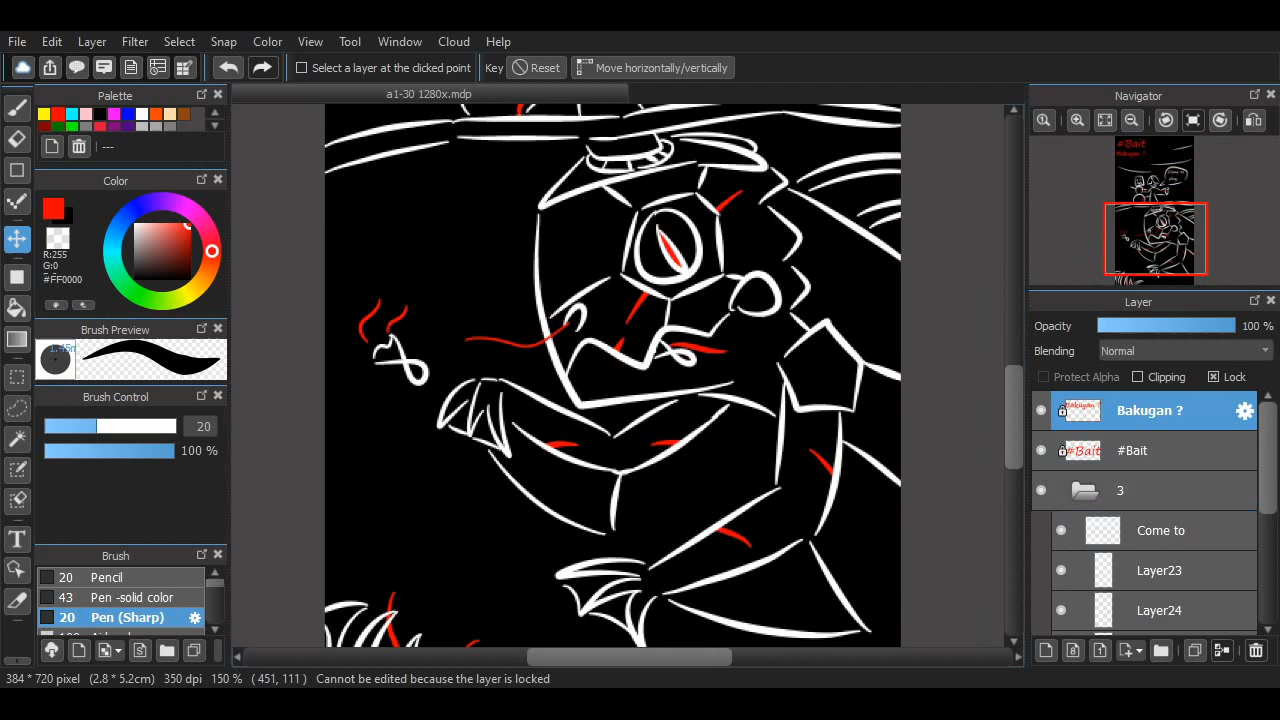 File Edit Layer Filter Select Snap Color View Tool Window Cloud Help
Select a layer at the clicked point Key Reset Move horizontally/vertically
Palette
a1-30 1280x.mdp
Navigator
---
#Bait
Color
R:255
G:0
#FF0000
Brush Preview
Brush Control
20
100 %
Brush
20 Pencil
43 Pen -solid color
20 Pen (Sharp)
Layer
Opacity 100 %
Blending Normal
Protect Alpha Clipping Lock
Bakugan ? Bakugan ?
#Bait #Bait
3
Come to
Layer23
Layer24
384 * 720 pixel (2.8 * 5.2cm) 350 dpi 150 % ( 451, 111 ) Cannot be edited because the layer is locked